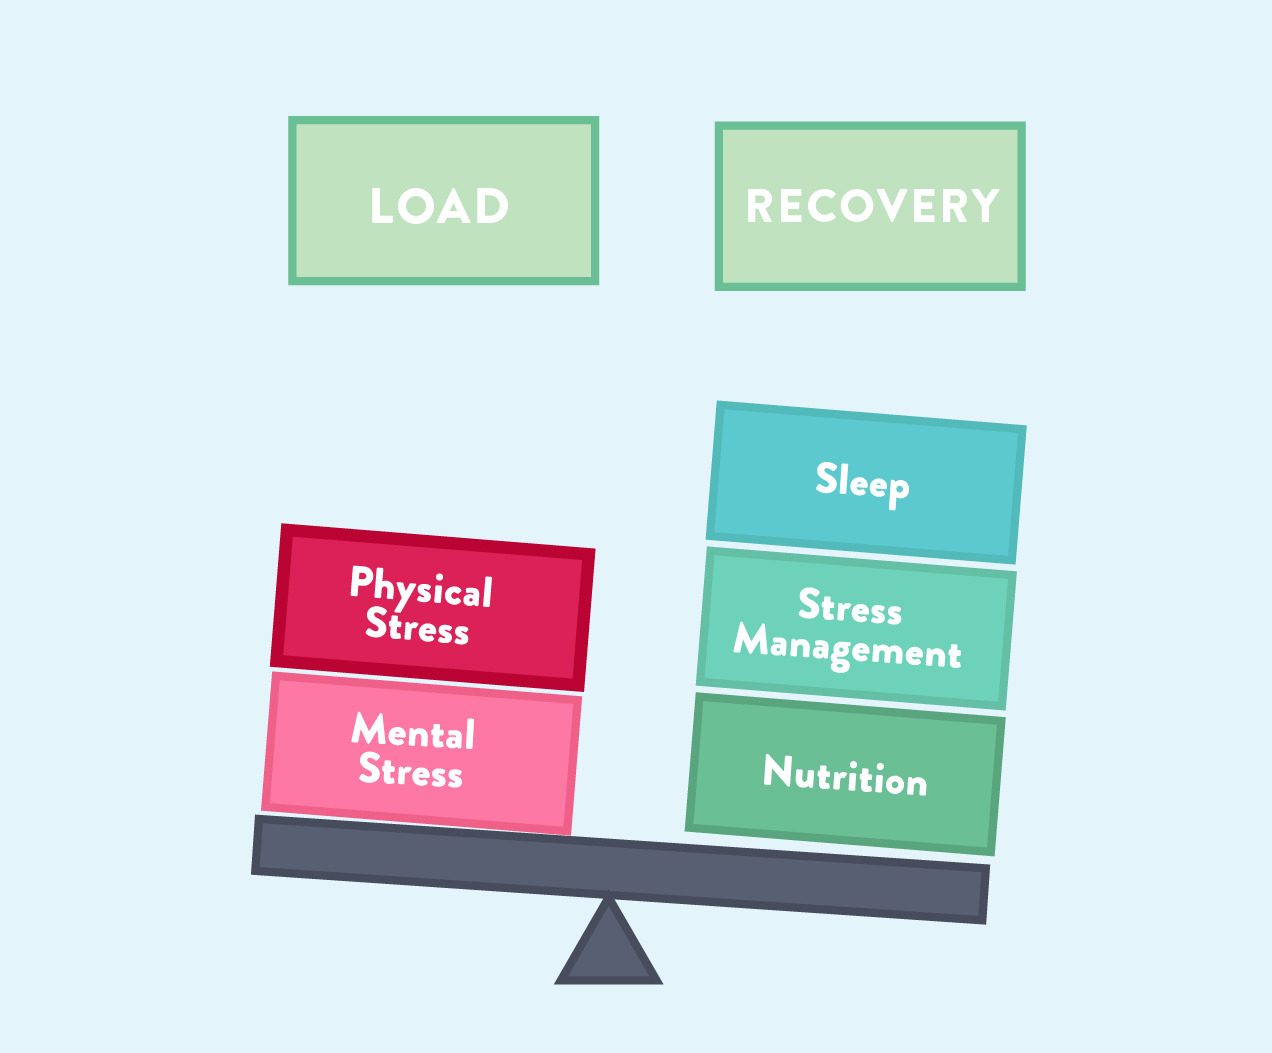 LOAD
RECOVERY
Physical
Stress
Mental
Stress
Sleep
Stress
Management
Nutrition